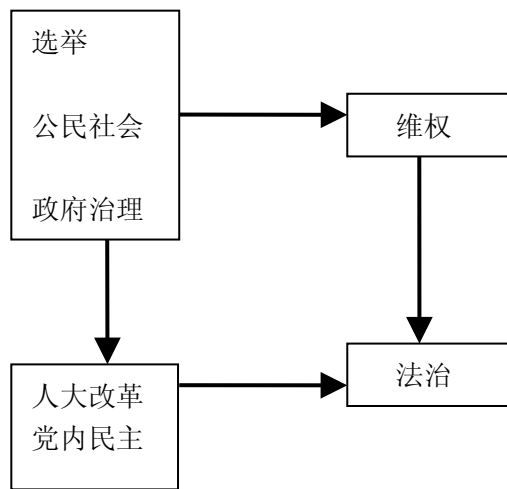 选举
公民社会
政府治理
维权
人大改革
党内民主
法治